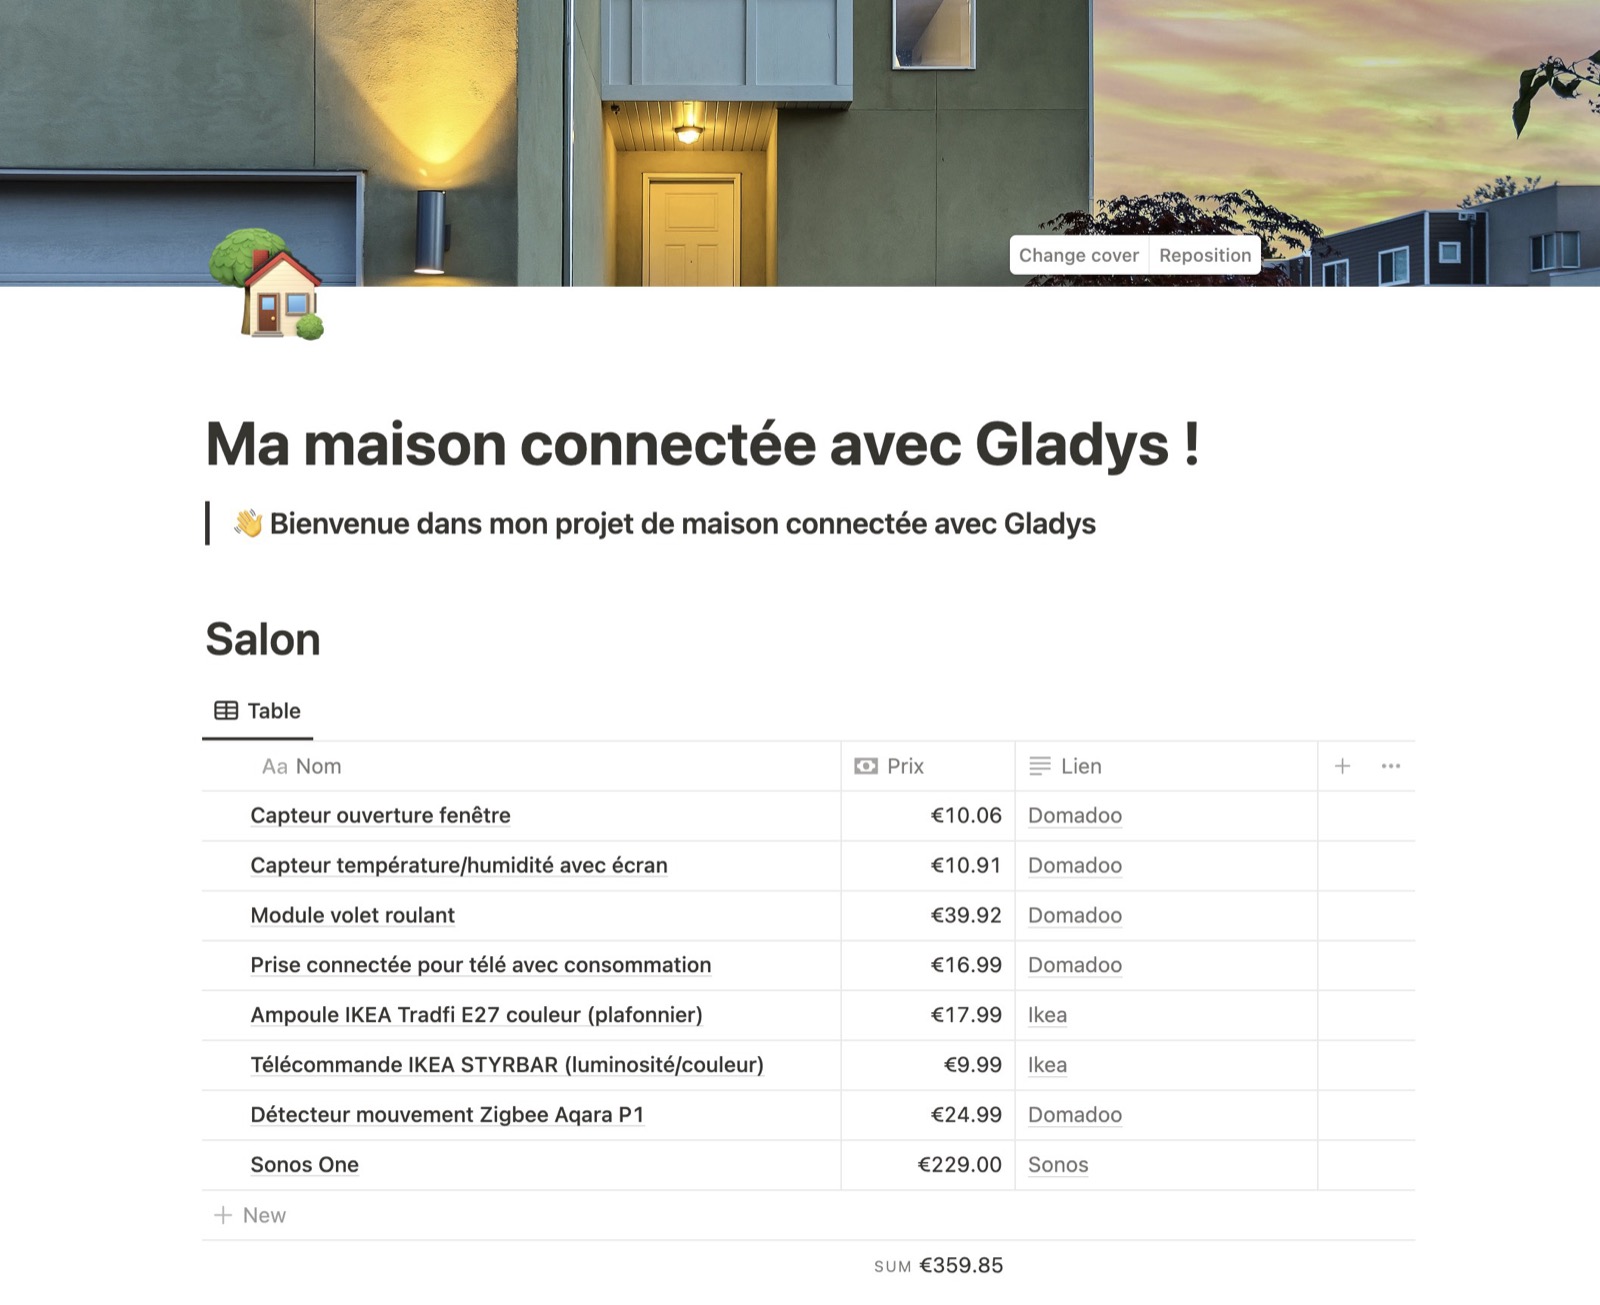 Change cover Reposition
Ma maison connectée avec Gladys !
👋 Bienvenue dans mon projet de maison connectée avec Gladys
Salon
Table
Aa Nom Prix Lien
Capteur ouverture fenêtre €10.06 Domadoo
Capteur température/humidité avec écran €10.91 Domadoo
Module volet roulant €39.92 Domadoo
Prise connectée pour télé avec consommation €16.99 Domadoo
Ampoule IKEA Tradfi E27 couleur (plafonnier) €17.99 Ikea
Télécommande IKEA STYRBAR (luminosité/couleur) €9.99 Ikea
Détecteur mouvement Zigbee Aqara P1 €24.99 Domadoo
Sonos One €229.00 Sonos
+ New
SUM €359.85